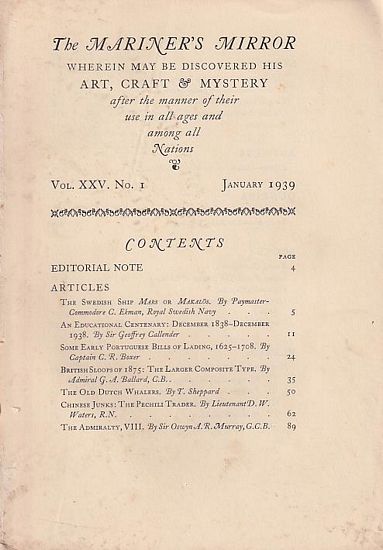 The MARINER'S MIRROR
WHEREIN MAY BE DISCOVERED HIS
ART, CRAFT & MYSTERY
after the manner of their
use in all ages and
among all
Nations
VOL. XXV. No. 1 JANUARY 1939
CONTENTS
PAGE
EDITORIAL NOTE 4
ARTICLES
THE SWEDISH SHIP MARS OR MAKALÖS. By Paymaster-
Commodore C. Ekman, Royal Swedish Navy . . . 5
AN EDUCATIONAL CENTENARY: DECEMBER 1838–DECEMBER
1938. By Sir Geoffrey Callender . . . . 11
SOME EARLY PORTUGUESE BILLS OF LADING, 1625–1708. By
Captain C. R. Boxer . . . . . . 24
BRITISH SLOOPS OF 1875: THE LARGER COMPOSITE TYPE. By
Admiral G. A. Ballard, C.B. . . . . . 35
THE OLD DUTCH WHALERS. By T. Sheppard . . . 50
CHINESE JUNKS: THE PECHILI TRADER. By Lieutenant D. W.
Waters, R.N. . . . . . . . 62
THE ADMIRALTY, VIII. By Sir Oswyn A. R. Murray, G.C.B. 89